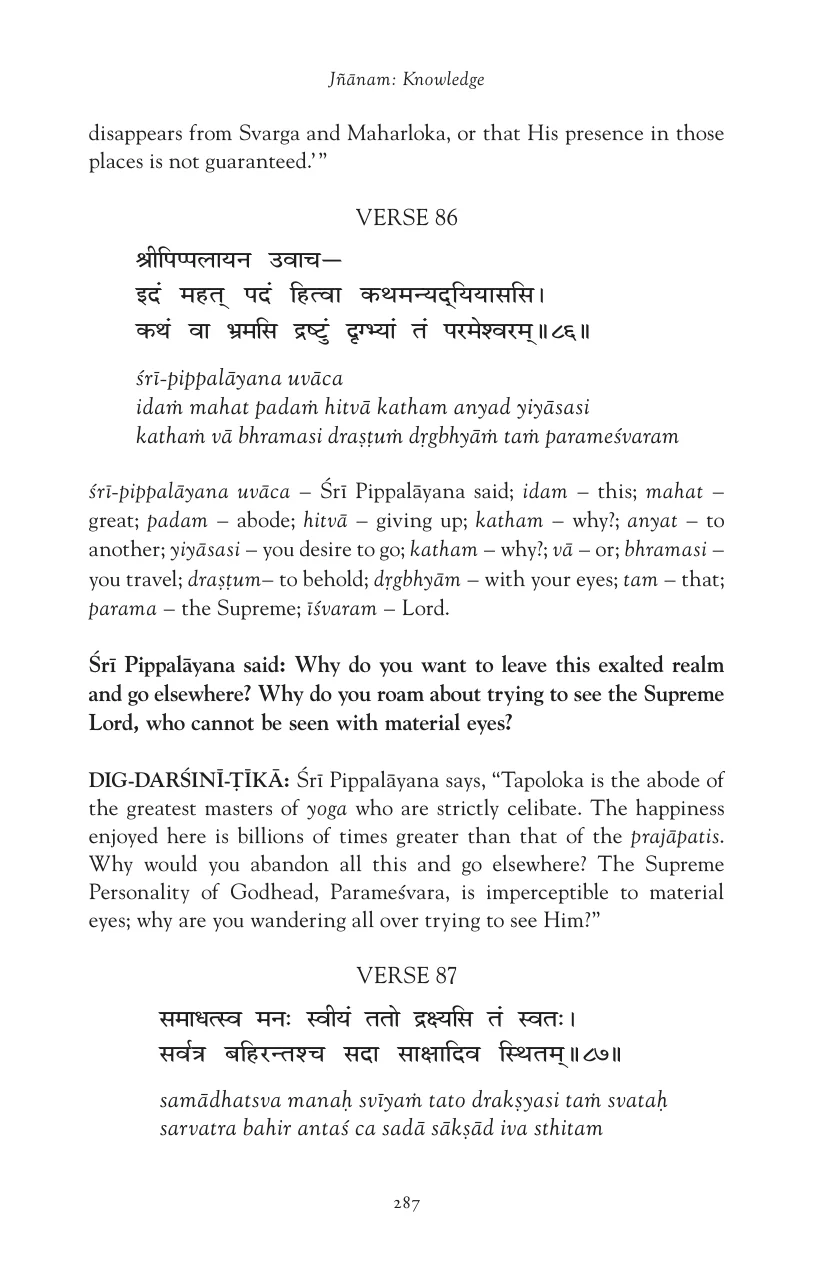 Jñānam: Knowledge
disappears from Svarga and Maharloka, or that His presence in those
places is not guaranteed.’”
VERSE 86
श्रीपिप्पलायन उवाच—
इदं महत् पदं हित्वा कथमन्यद्यियाससि।
कथं वा भ्रमसि द्रष्टुं दृग्भ्यां तं परमेश्वरम्॥८६॥
śrī-pippalāyana uvāca
idaṁ mahat padaṁ hitvā katham anyad yiyāsasi
kathaṁ vā bhramasi draṣṭuṁ dṛgbhyāṁ taṁ parameśvaram
śrī-pippalāyana uvāca – Śrī Pippalāyana said; idam – this; mahat –
great; padam – abode; hitvā – giving up; katham – why?; anyat – to
another; yiyāsasi – you desire to go; katham – why?; vā – or; bhramasi –
you travel; draṣṭum– to behold; dṛgbhyām – with your eyes; tam – that;
parama – the Supreme; īśvaram – Lord.
Śrī Pippalāyana said: Why do you want to leave this exalted realm
and go elsewhere? Why do you roam about trying to see the Supreme
Lord, who cannot be seen with material eyes?
DIG-DARŚINĪ-ṬĪKĀ: Śrī Pippalāyana says, “Tapoloka is the abode of
the greatest masters of yoga who are strictly celibate. The happiness
enjoyed here is billions of times greater than that of the prajāpatis.
Why would you abandon all this and go elsewhere? The Supreme
Personality of Godhead, Parameśvara, is imperceptible to material
eyes; why are you wandering all over trying to see Him?”
VERSE 87
समाधत्स्व मनः स्वीयं ततो द्रक्ष्यसि तं स्वतः।
सर्वत्र बहिरन्तश्च सदा साक्षादिव स्थितम्॥८७॥
samādhatsva manaḥ svīyaṁ tato drakṣyasi taṁ svataḥ
sarvatra bahir antaś ca sadā sākṣād iva sthitam
287